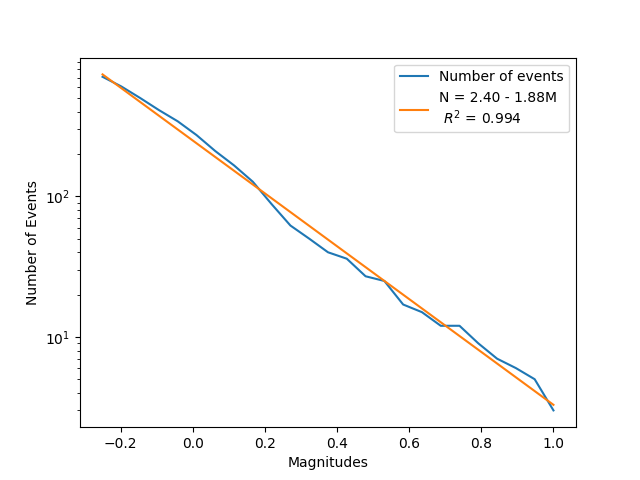 Number of events
N = 2.40 - 1.88M
R² = 0.994
10²
10¹
Number of Events
−0.2 0.0 0.2 0.4 0.6 0.8 1.0
Magnitudes